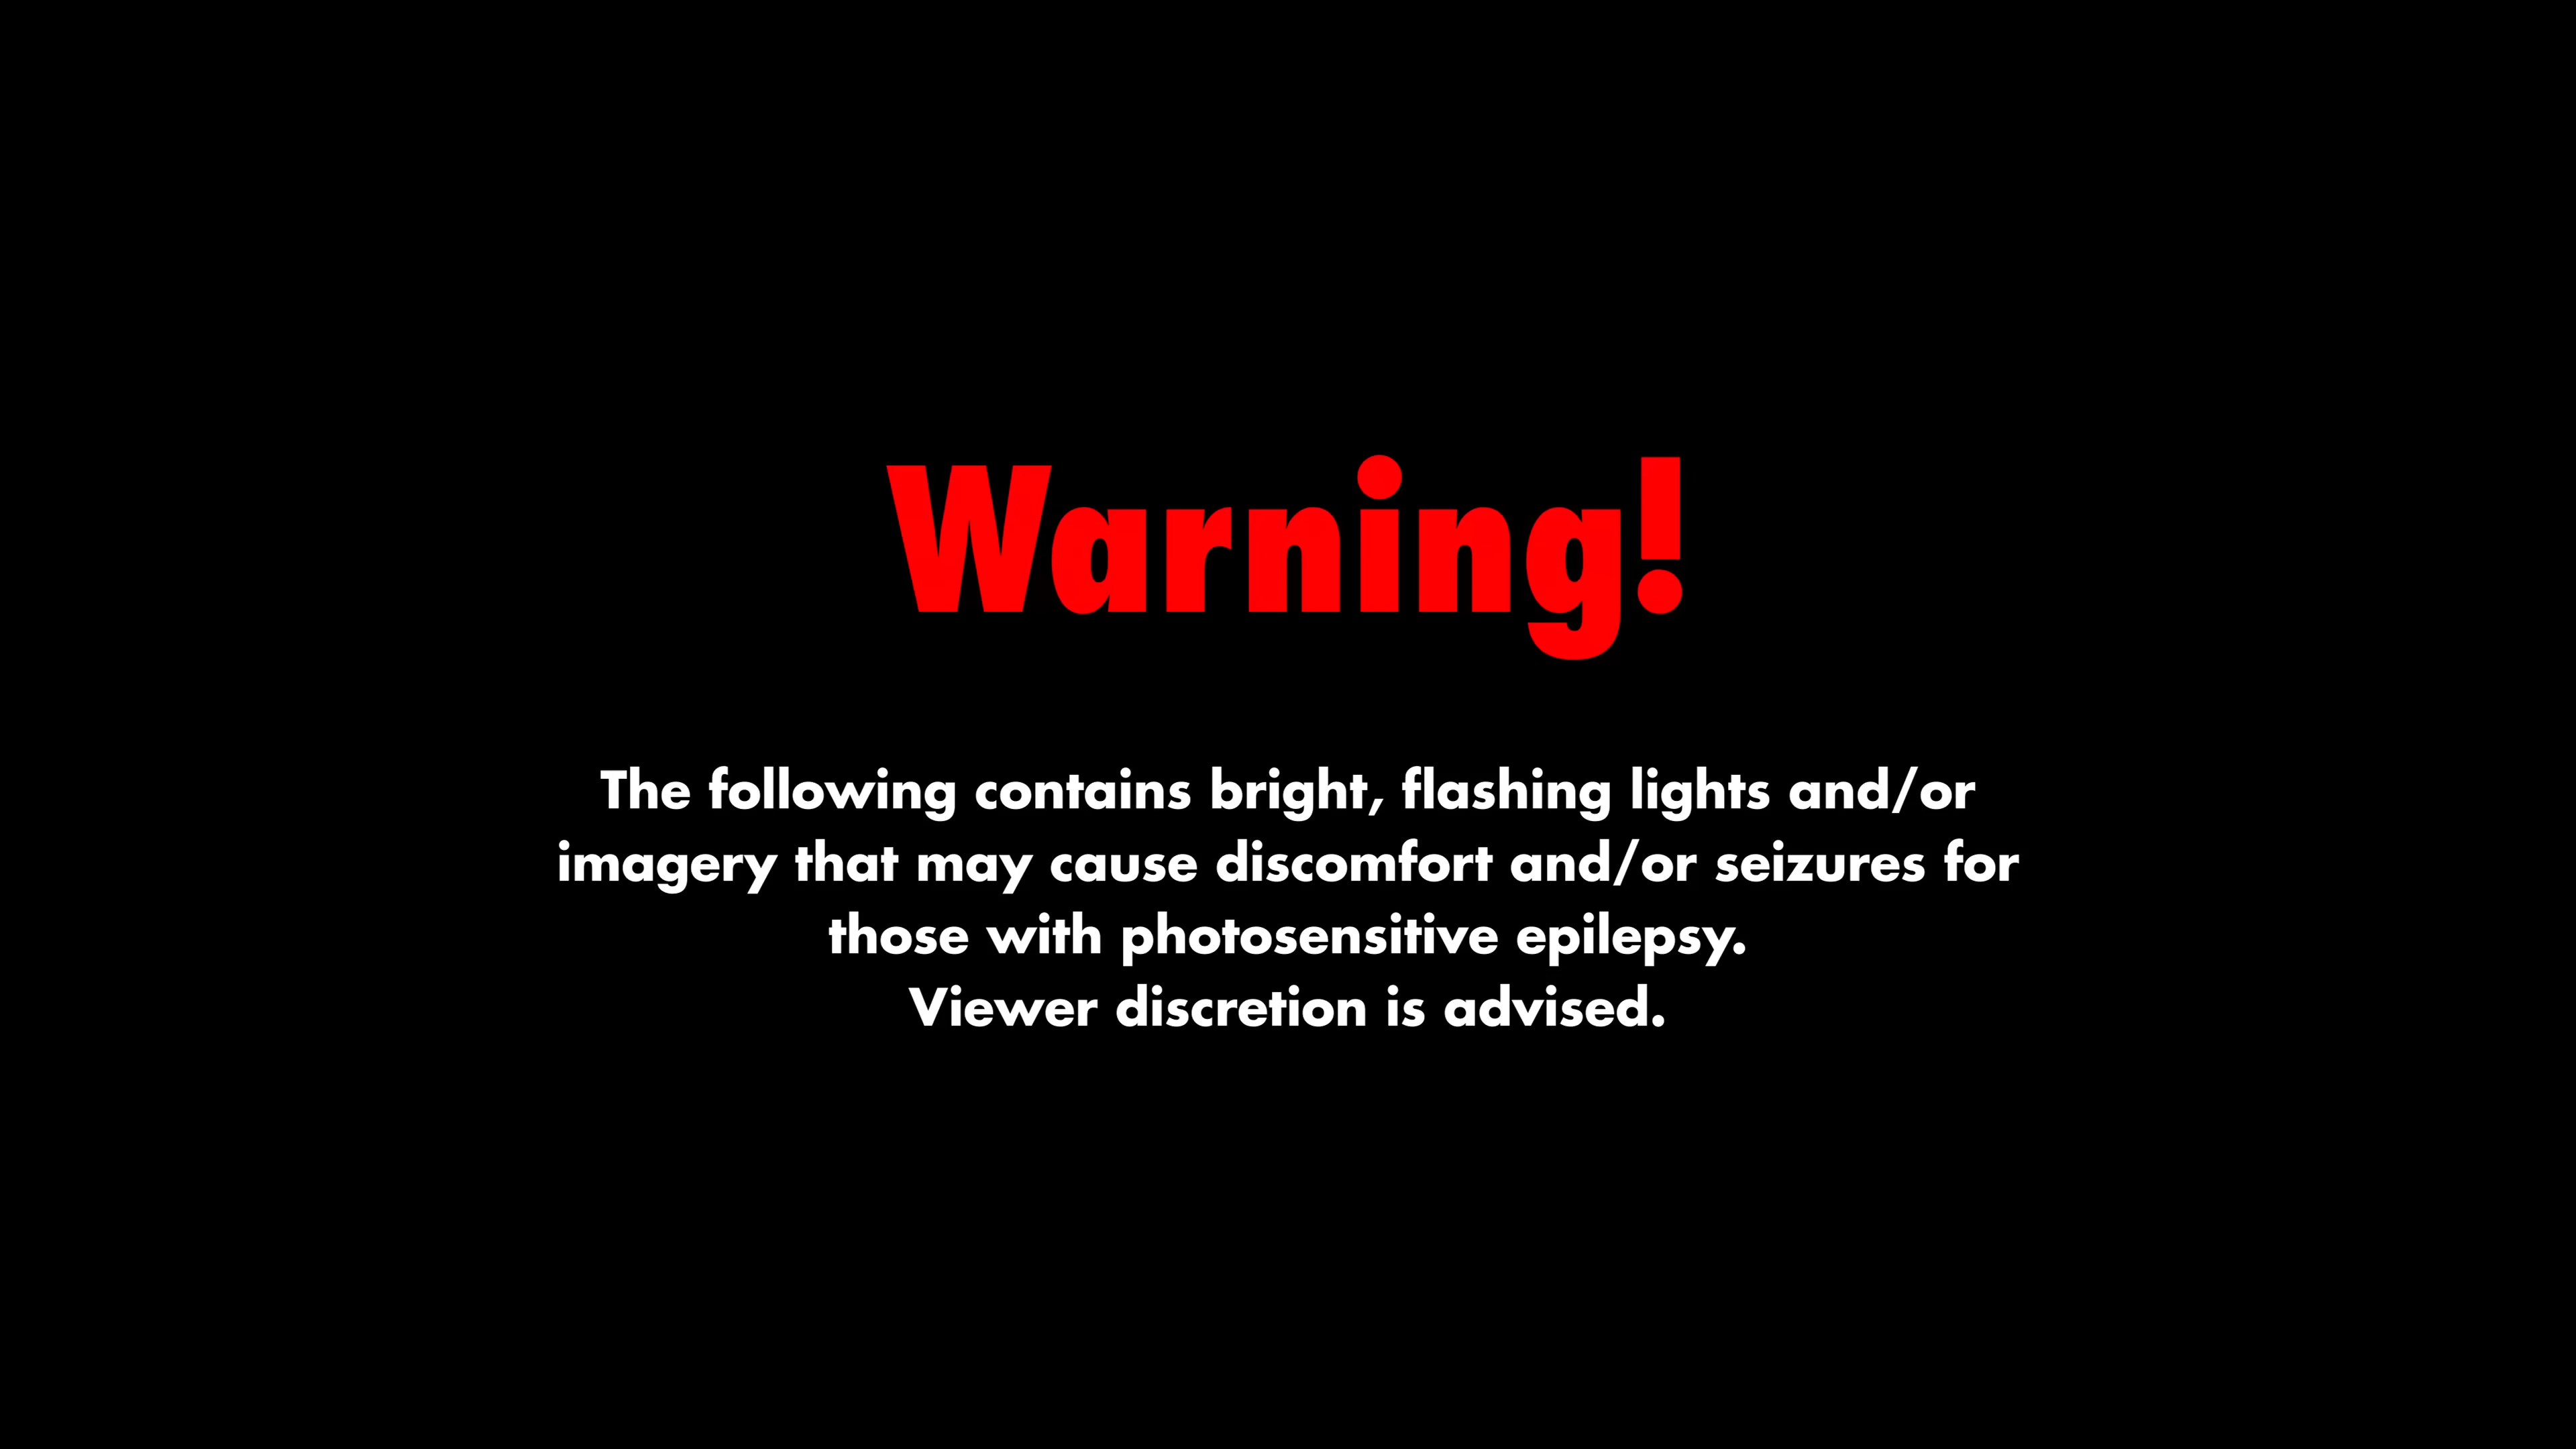 Warning!
The following contains bright, flashing lights and/or
imagery that may cause discomfort and/or seizures for
those with photosensitive epilepsy.
Viewer discretion is advised.